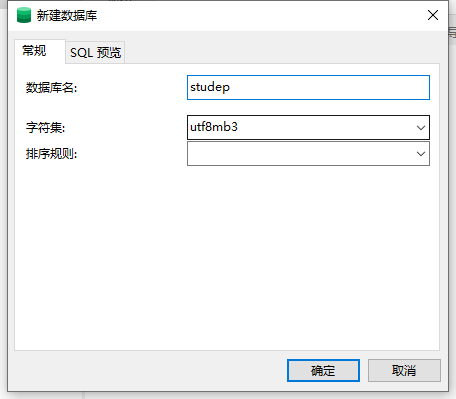 新建数据库
常规
SQL 预览
数据库名:
studep
字符集:
utf8mb3
排序规则:
确定
取消